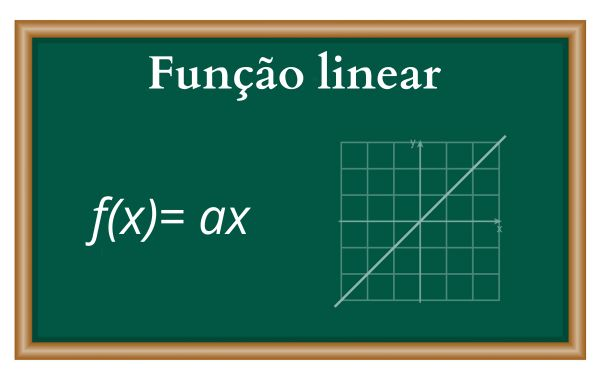 Função linear
f(x)= ax
y
x